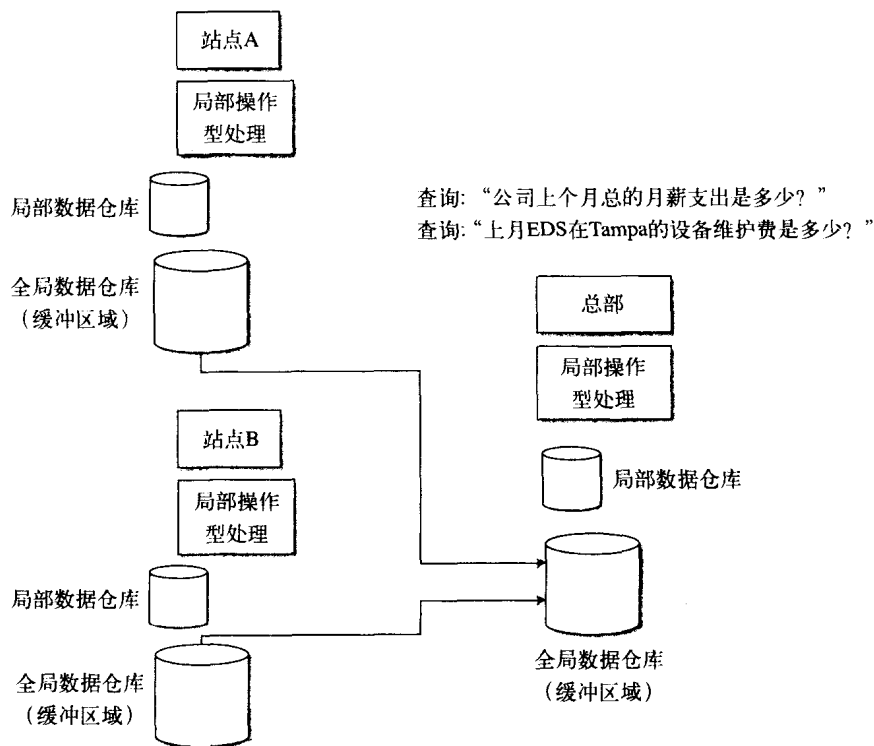 站点A
局部操作
型处理
局部数据仓库
全局数据仓库
（缓冲区域）
查询: “公司上个月总的月薪支出是多少？”
查询:“上月EDS在Tampa的设备维护费是多少？”
总部
局部操作
型处理
局部数据仓库
全局数据仓库
（缓冲区域）
站点B
局部操作
型处理
局部数据仓库
全局数据仓库
（缓冲区域）